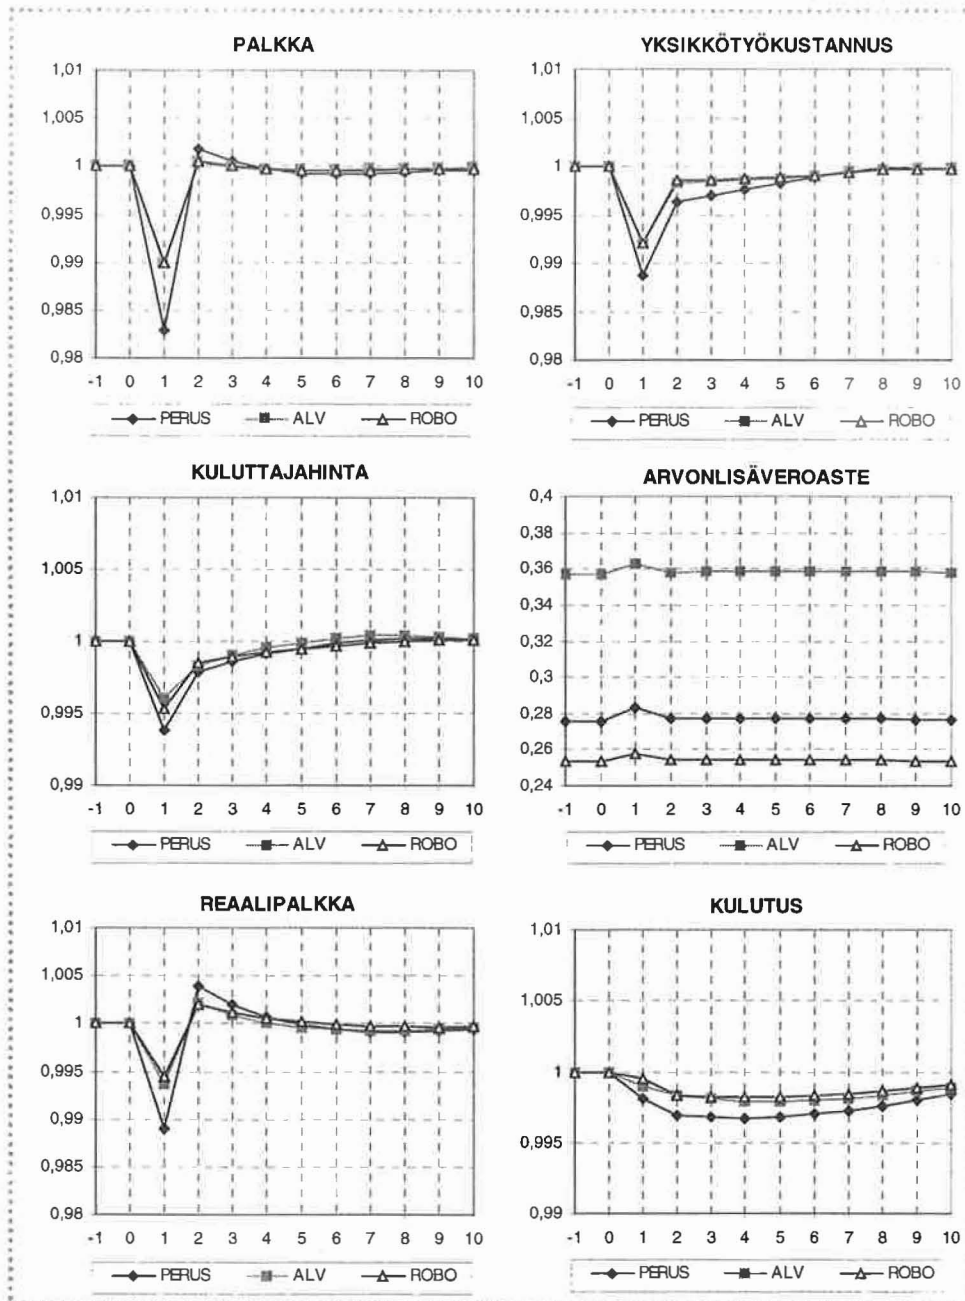 PALKKA
1,01
1,005
1
0,995
0,99
0,985
0,98
-1 0 1 2 3 4 5 6 7 8 9 10
PERUS ALV ROBO
YKSIKKÖTYÖKUSTANNUS
1,01
1,005
1
0,995
0,99
0,985
0,98
-1 0 1 2 3 4 5 6 7 8 9 10
PERUS ALV ROBO
KULUTTAJAHINTA
1,01
1,005
1
0,995
0,99
-1 0 1 2 3 4 5 6 7 8 9 10
PERUS ALV ROBO
ARVONLISÄVEROASTE
0,4
0,38
0,36
0,34
0,32
0,3
0,28
0,26
0,24
-1 0 1 2 3 4 5 6 7 8 9 10
PERUS ALV ROBO
REAALIPALKKA
1,01
1,005
1
0,995
0,99
0,985
0,98
-1 0 1 2 3 4 5 6 7 8 9 10
PERUS ALV ROBO
KULUTUS
1,01
1,005
1
0,995
0,99
-1 0 1 2 3 4 5 6 7 8 9 10
PERUS ALV ROBO